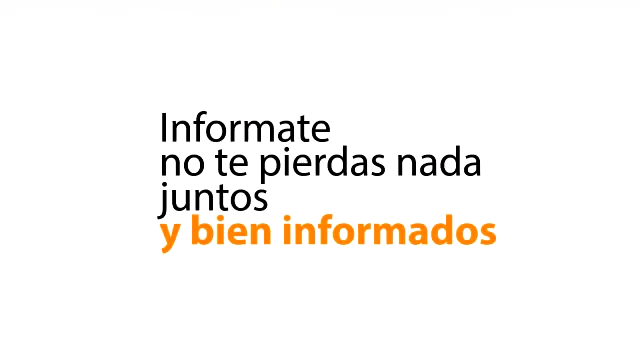 Informate
no te pierdas nada
juntos
y bien informados